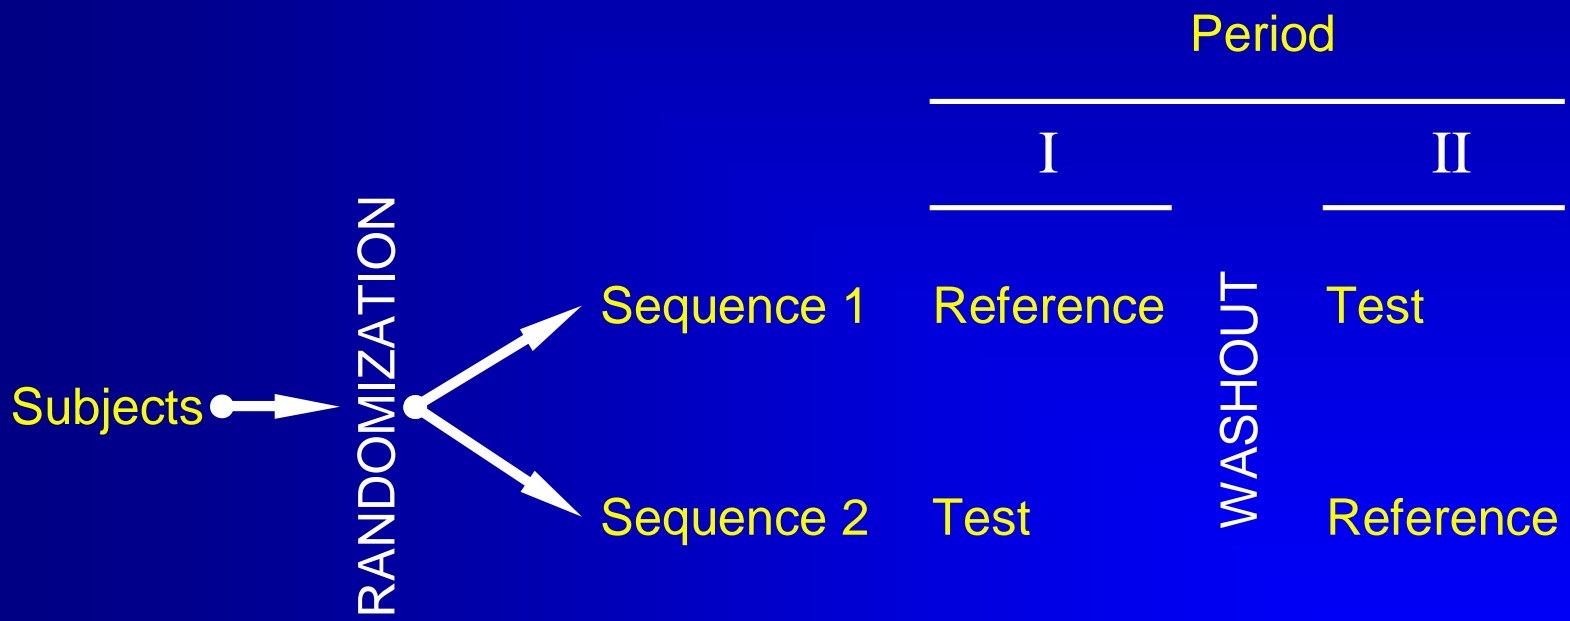 Period
I II
RANDOMIZATION
Sequence 1 Reference Test
WASHOUT
Subjects
Sequence 2 Test Reference